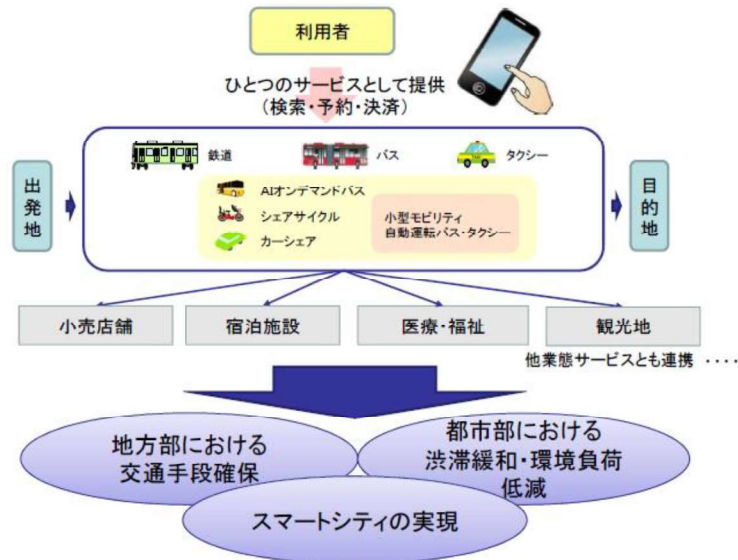 利用者
ひとつのサービスとして提供
(検索・予約・決済)
出発地
鉄道
バス
タクシー
目的地
AIオンデマンドバス
シェアサイクル
カーシェア
小型モビリティ
自動運転バス・タクシー
小売店舗
宿泊施設
医療・福祉
観光地
他業態サービスとも連携 ‥‥
地方部における
交通手段確保
都市部における
渋滞緩和・環境負荷
低減
スマートシティの実現